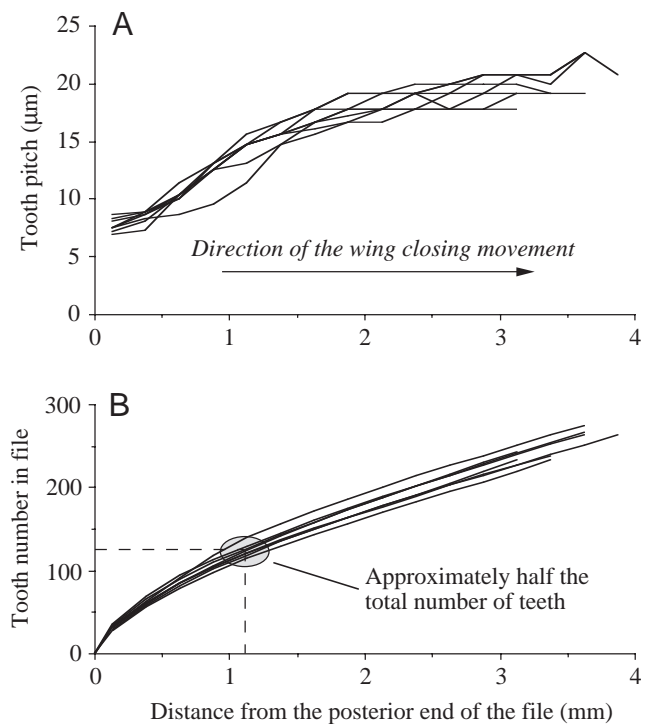 A
25
20
15
10
5
0
Tooth pitch (µm)
Direction of the wing closing movement
0 1 2 3 4
B
300
200
100
0
Tooth number in file
Approximately half the
total number of teeth
0 1 2 3 4
Distance from the posterior end of the file (mm)